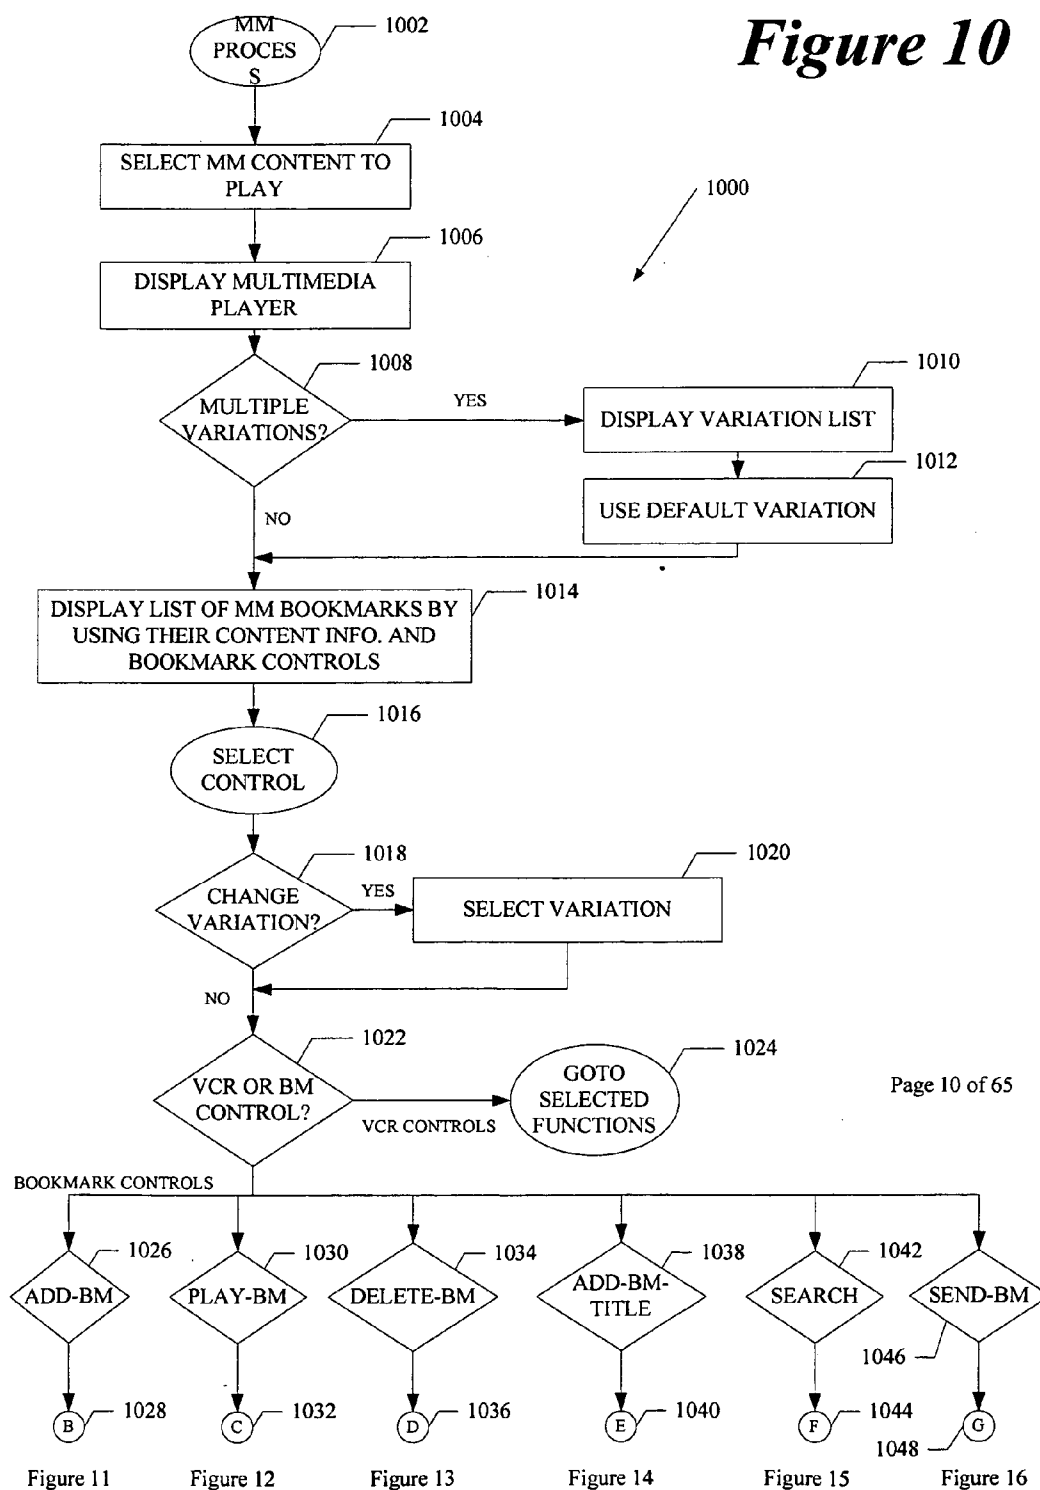 Figure 10
MM
PROCES
S
1002
1004
SELECT MM CONTENT TO
PLAY
1000
1006
DISPLAY MULTIMEDIA
PLAYER
1008
MULTIPLE
VARIATIONS?
YES
1010
DISPLAY VARIATION LIST
1012
USE DEFAULT VARIATION
NO
1014
DISPLAY LIST OF MM BOOKMARKS BY
USING THEIR CONTENT INFO. AND
BOOKMARK CONTROLS
1016
SELECT
CONTROL
1018
CHANGE
VARIATION?
YES
1020
SELECT VARIATION
NO
1022
VCR OR BM
CONTROL?
VCR CONTROLS
1024
GOTO
SELECTED
FUNCTIONS
Page 10 of 65
BOOKMARK CONTROLS
1026
1030
1034
1038
1042
ADD-BM
PLAY-BM
DELETE-BM
ADD-BM-
TITLE
SEARCH
SEND-BM
1046
B
1028
C
1032
D
1036
E
1040
F
1044
G
1048
Figure 11
Figure 12
Figure 13
Figure 14
Figure 15
Figure 16